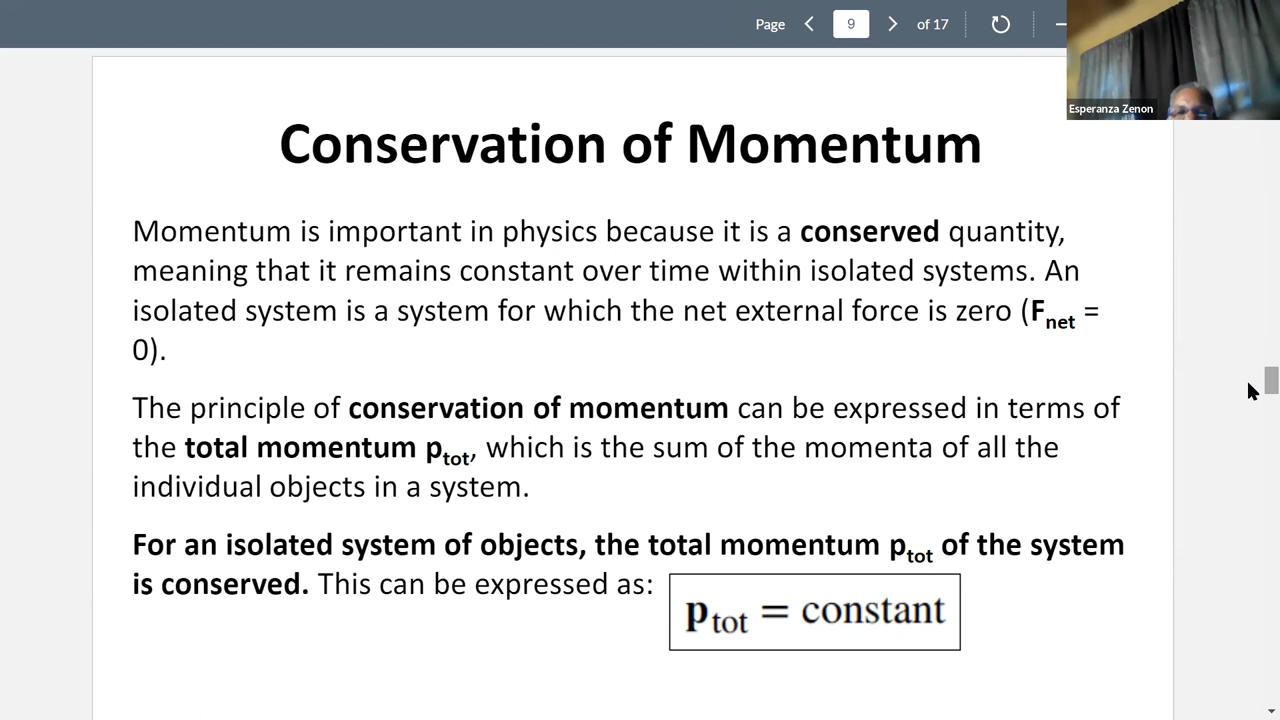 Page 9 of 17
Esperanza Zenon
Conservation of Momentum
Momentum is important in physics because it is a conserved quantity,
meaning that it remains constant over time within isolated systems. An
isolated system is a system for which the net external force is zero (Fnet =
0).
The principle of conservation of momentum can be expressed in terms of
the total momentum ptot, which is the sum of the momenta of all the
individual objects in a system.
For an isolated system of objects, the total momentum ptot of the system
is conserved. This can be expressed as:
ptot = constant